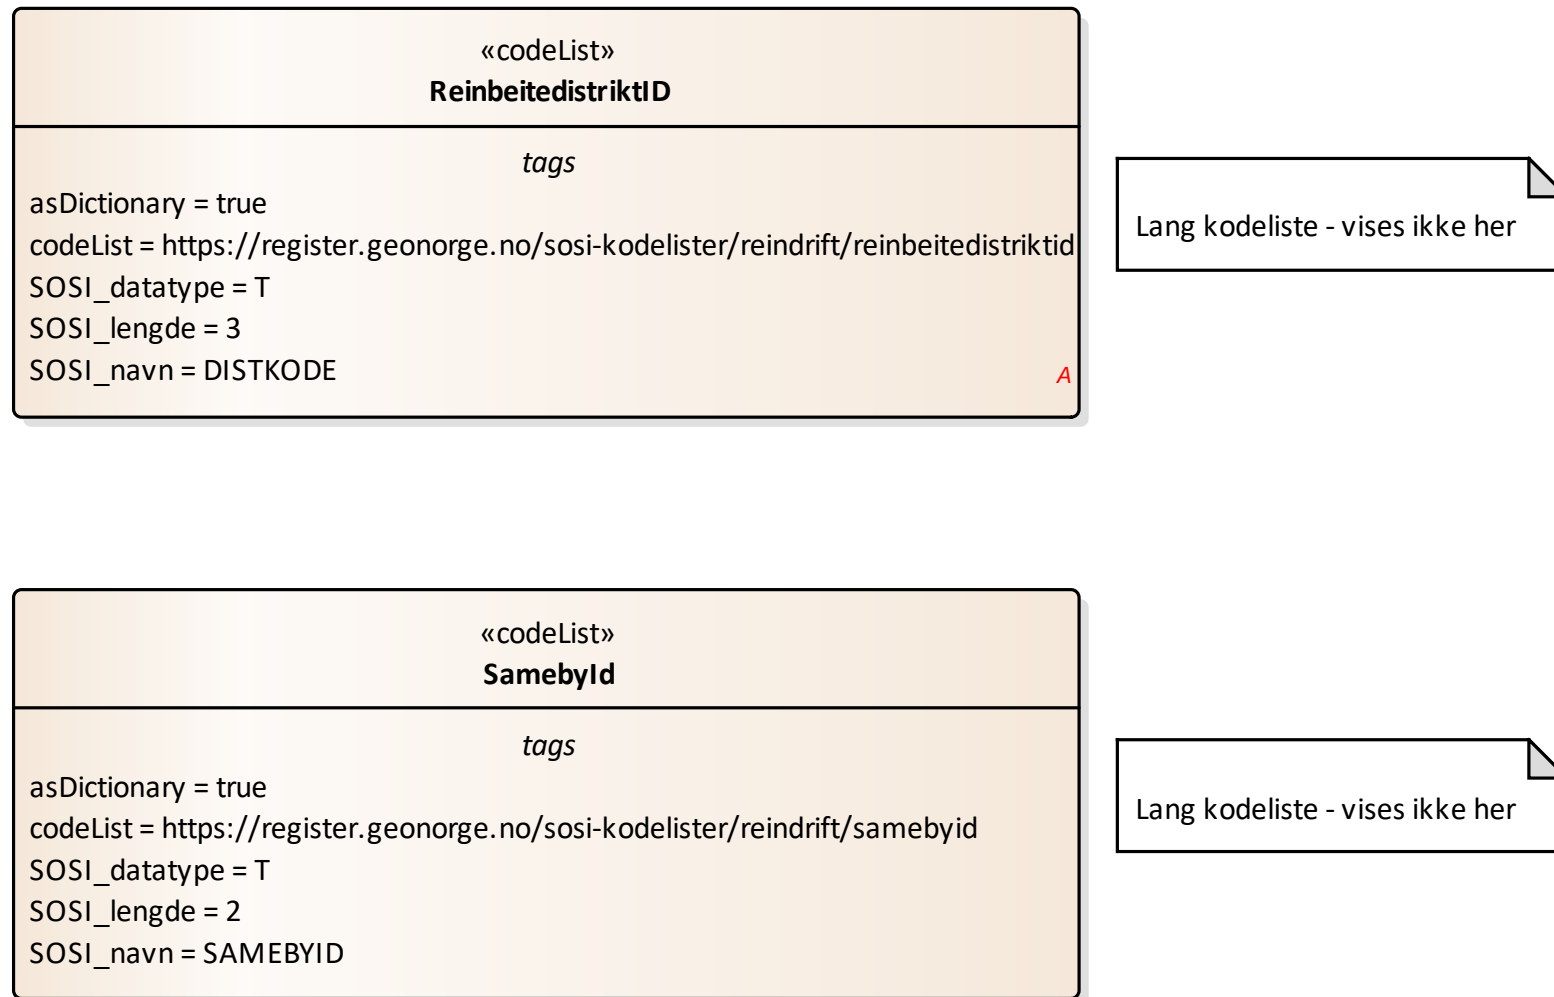 «codeList»
ReinbeitedistriktID
tags
asDictionary = true
codeList = https://register.geonorge.no/sosi-kodelister/reindrift/reinbeitedistriktid
SOSI_datatype = T
SOSI_lengde = 3
SOSI_navn = DISTKODE
A
Lang kodeliste - vises ikke her
«codeList»
SamebyId
tags
asDictionary = true
codeList = https://register.geonorge.no/sosi-kodelister/reindrift/samebyid
SOSI_datatype = T
SOSI_lengde = 2
SOSI_navn = SAMEBYID
Lang kodeliste - vises ikke her